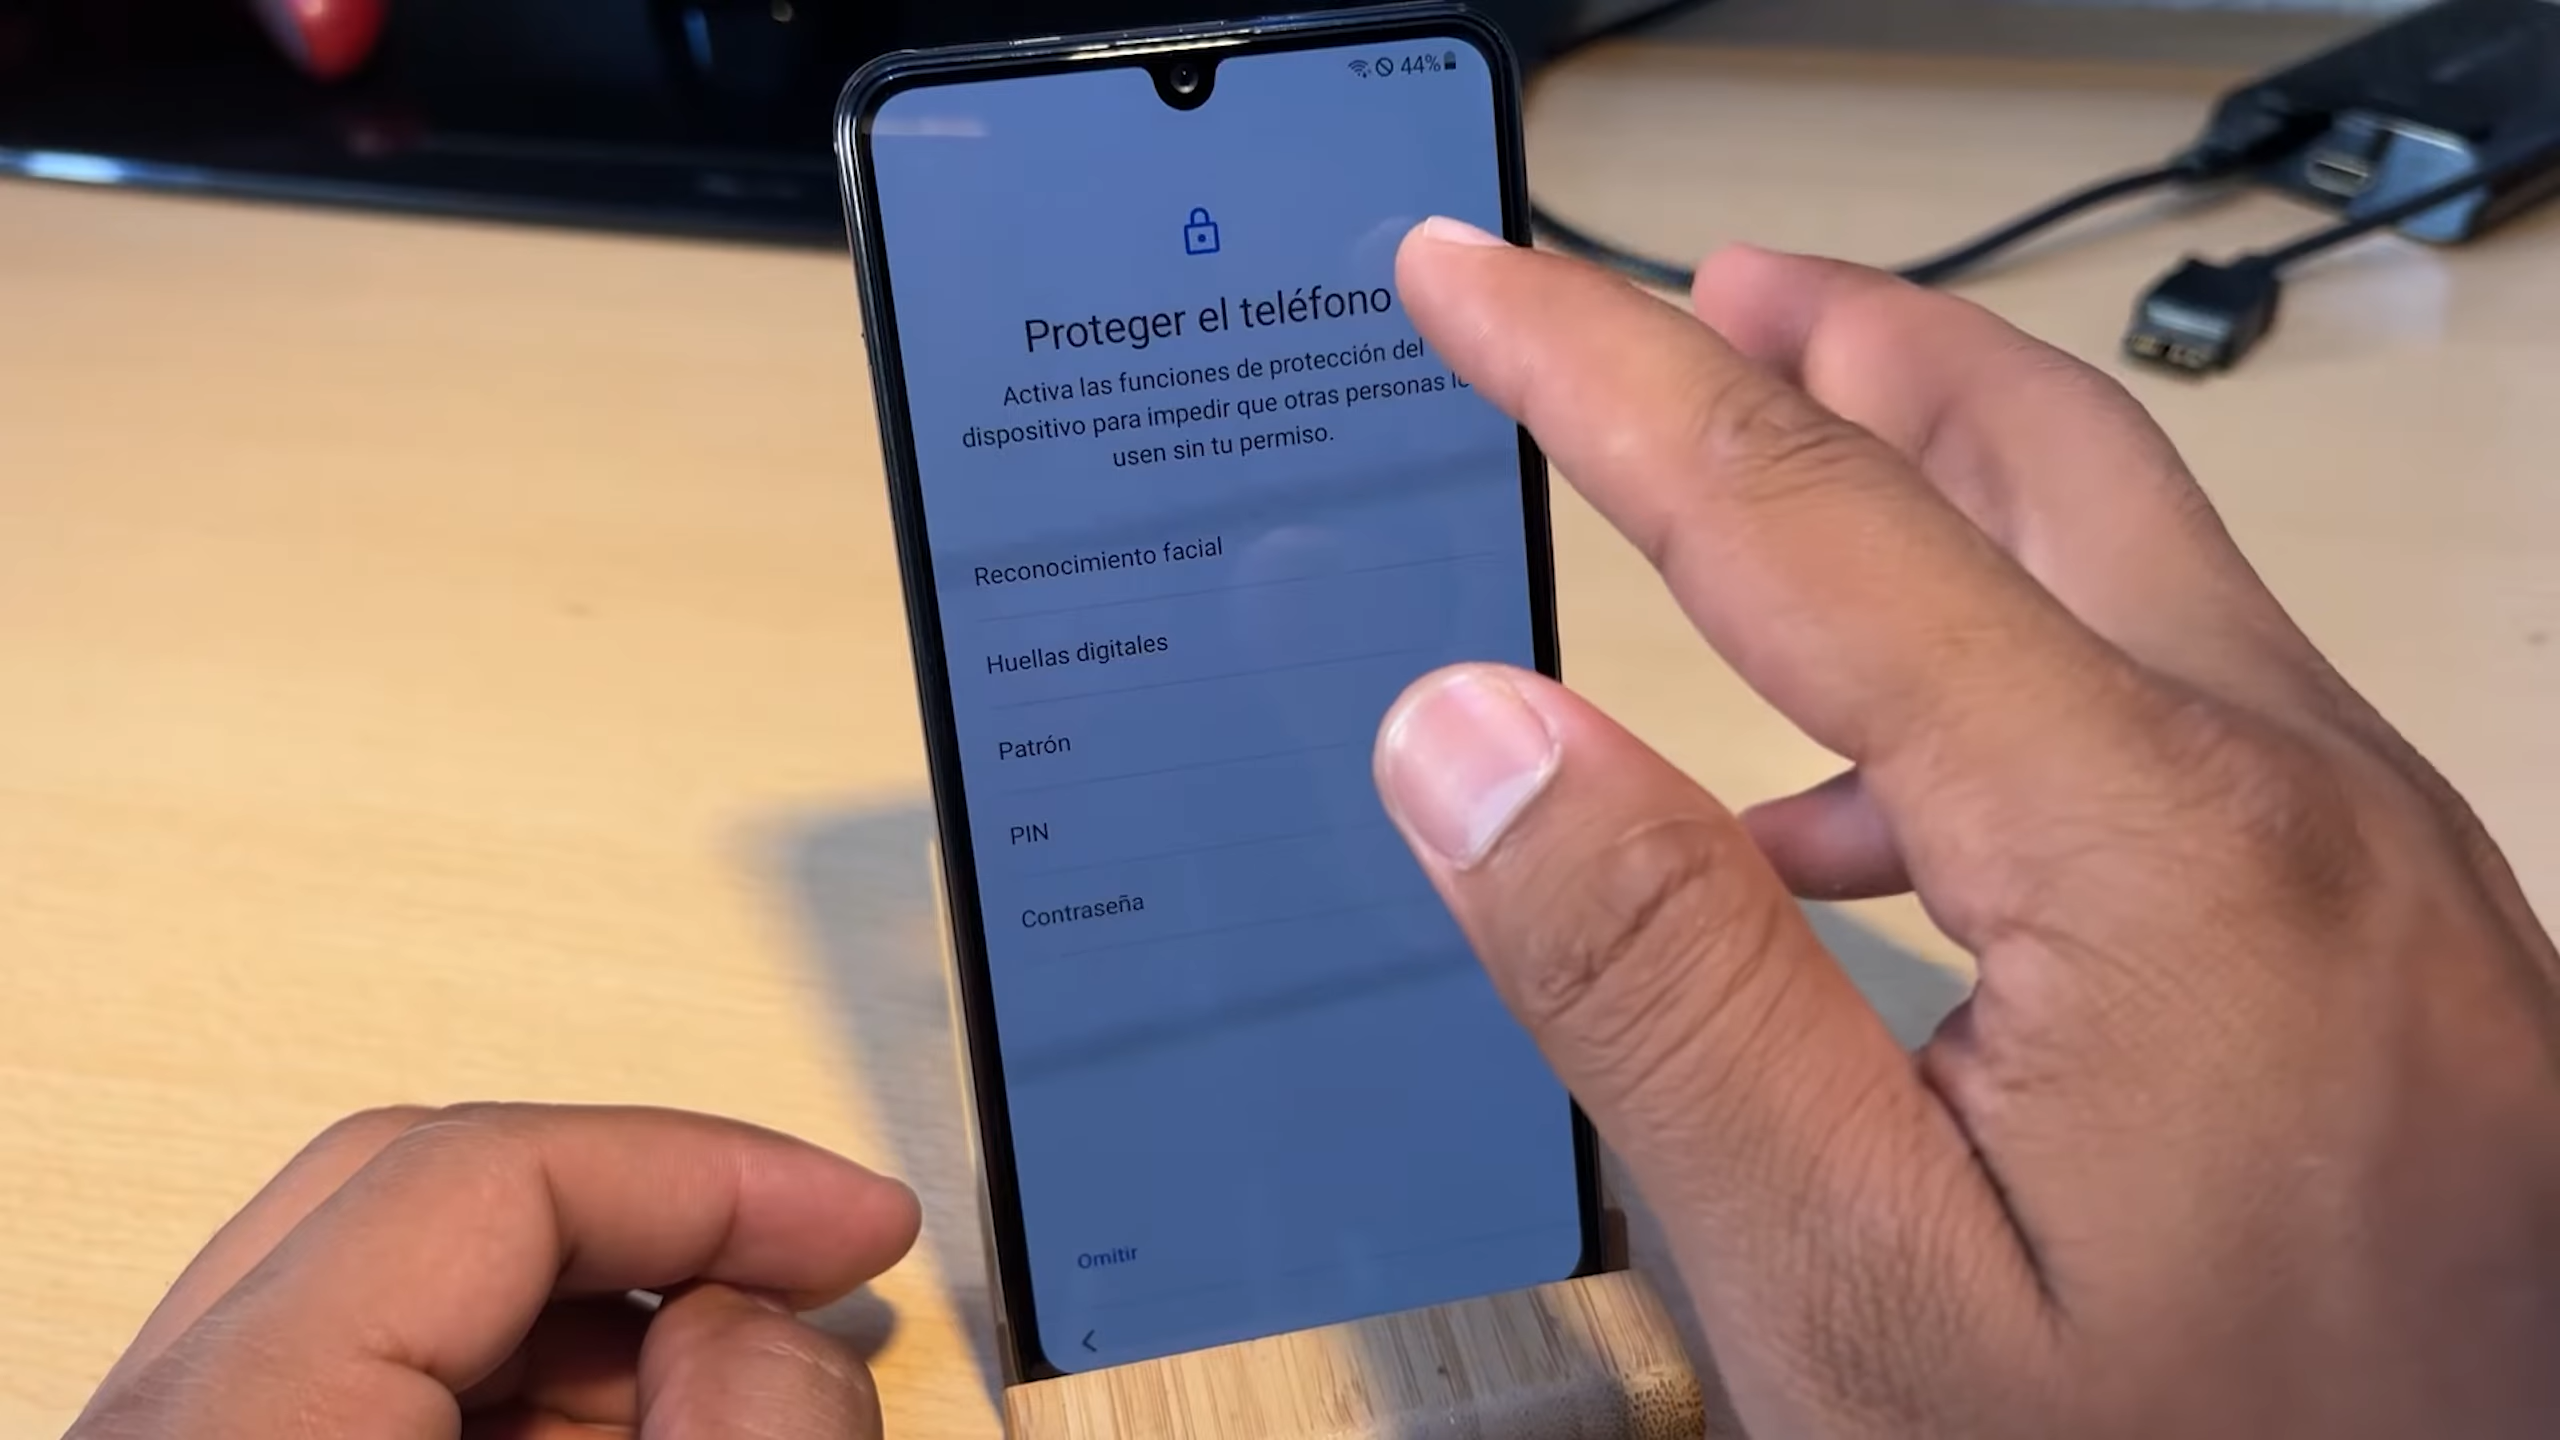 44%
Proteger el teléfono
Activa las funciones de protección del
dispositivo para impedir que otras personas
usen sin tu permiso.
Reconocimiento facial
Huellas digitales
Patrón
PIN
Contraseña
Omitir